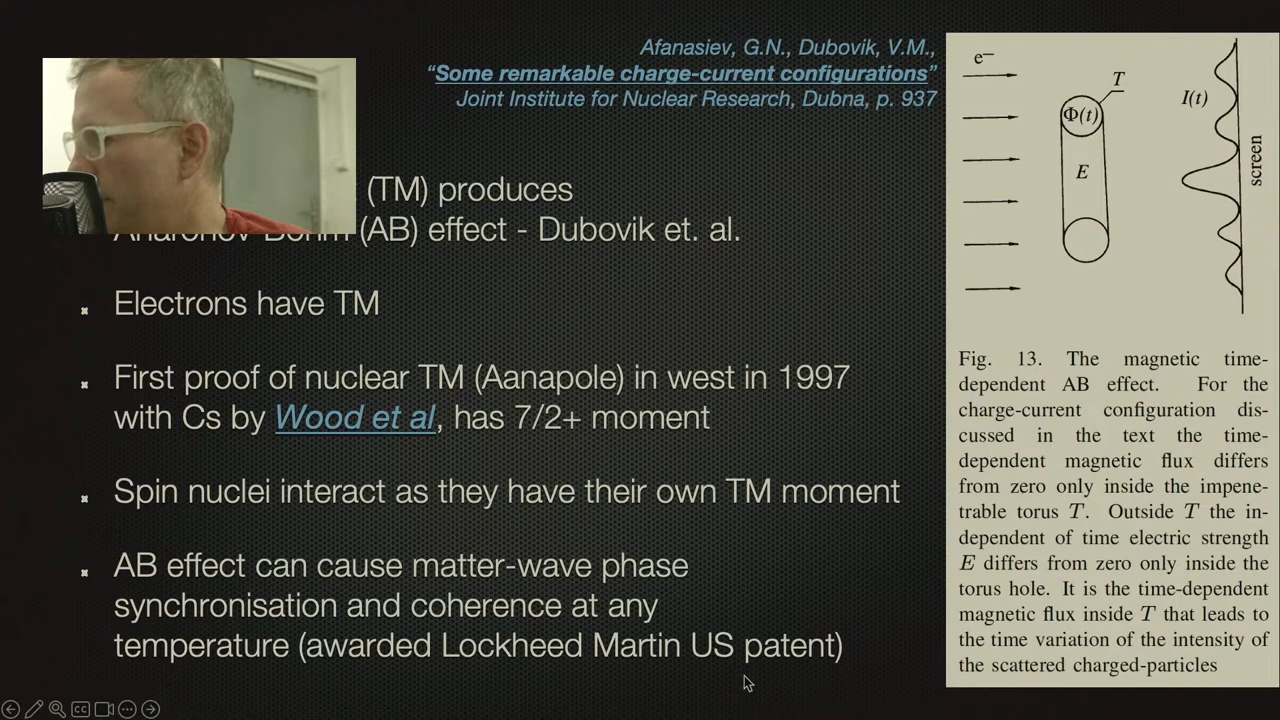 Afanasiev, G.N., Dubovik, V.M.,
“Some remarkable charge-current configurations”
Joint Institute for Nuclear Research, Dubna, p. 937
(TM) produces
(AB) effect - Dubovik et. al.
Electrons have TM
First proof of nuclear TM (Aanapole) in west in 1997
with Cs by Wood et al, has 7/2+ moment
Spin nuclei interact as they have their own TM moment
AB effect can cause matter-wave phase
synchronisation and coherence at any
temperature (awarded Lockheed Martin US patent)
e⁻
T
Φ(t)
E
I(t)
screen
Fig. 13. The magnetic time-
dependent AB effect. For the
charge-current configuration dis-
cussed in the text the time-
dependent magnetic flux differs
from zero only inside the impene-
trable torus T. Outside T the in-
dependent of time electric strength
E differs from zero only inside the
torus hole. It is the time-dependent
magnetic flux inside T that leads to
the time variation of the intensity of
the scattered charged-particles
CC